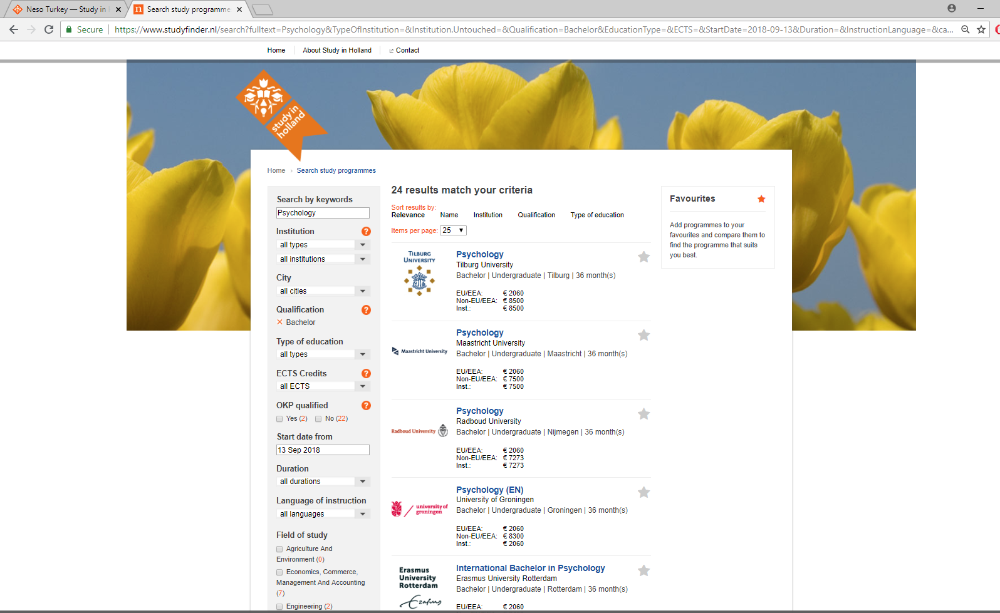 Neso Turkey — Study in
Search study programme
Secure
https://www.studyfinder.nl/search?fulltext=Psychology&TypeOfInstitution=&Institution.Untouched=&Qualification=Bachelor&EducationType=&ECTS=&StartDate=2018-09-13&Duration=&InstructionLanguage=&ca...
Home
About Study in Holland
Contact
study in
holland
Home › Search study programmes
Search by keywords
Psychology
Institution
all types
all institutions
City
all cities
Qualification
Bachelor
Type of education
all types
ECTS Credits
all ECTS
OKP qualified
Yes (2) No (22)
Start date from
13 Sep 2018
Duration
all durations
Language of instruction
all languages
Field of study
Agriculture And
Environment (0)
Economics, Commerce,
Management And Accounting
(7)
Engineering (2)
24 results match your criteria
Sort results by:
Relevance Name Institution Qualification Type of education
Items per page: 25
TILBURG
UNIVERSITY
Psychology
Tilburg University
Bachelor | Undergraduate | Tilburg | 36 month(s)
EU/EEA: € 2060
Non-EU/EEA: € 8500
Inst.: € 8500
Maastricht University
Psychology
Maastricht University
Bachelor | Undergraduate | Maastricht | 36 month(s)
EU/EEA: € 2060
Non-EU/EEA: € 7500
Inst.: € 7500
Radboud University
Psychology
Radboud University
Bachelor | Undergraduate | Nijmegen | 36 month(s)
EU/EEA: € 2060
Non-EU/EEA: € 7273
Inst.: € 7273
university of
groningen
Psychology (EN)
University of Groningen
Bachelor | Undergraduate | Groningen | 36 month(s)
EU/EEA: € 2060
Non-EU/EEA: € 8300
Inst.: € 2060
Erasmus
University
Rotterdam
Erasmus
International Bachelor in Psychology
Erasmus University Rotterdam
Bachelor | Undergraduate | Rotterdam | 36 month(s)
EU/EEA: € 2060
Favourites
Add programmes to your
favourites and compare them to
find the programme that suits
you best.